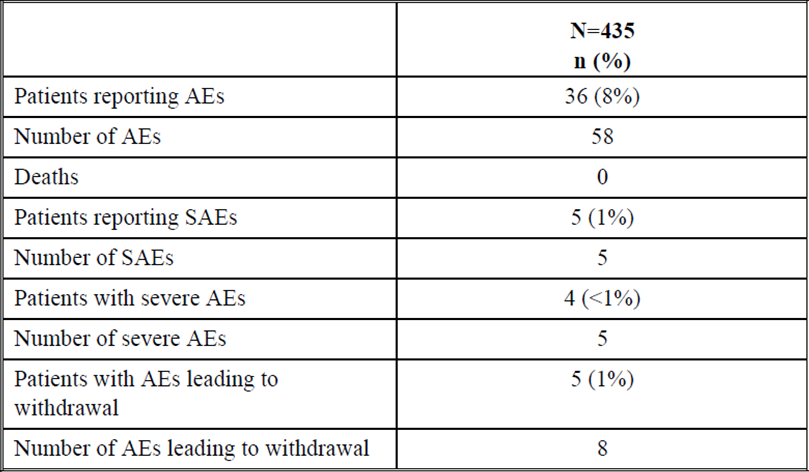 N=435
n (%)
Patients reporting AEs 36 (8%)
Number of AEs 58
Deaths 0
Patients reporting SAEs 5 (1%)
Number of SAEs 5
Patients with severe AEs 4 (<1%)
Number of severe AEs 5
Patients with AEs leading to 5 (1%)
withdrawal
Number of AEs leading to withdrawal 8